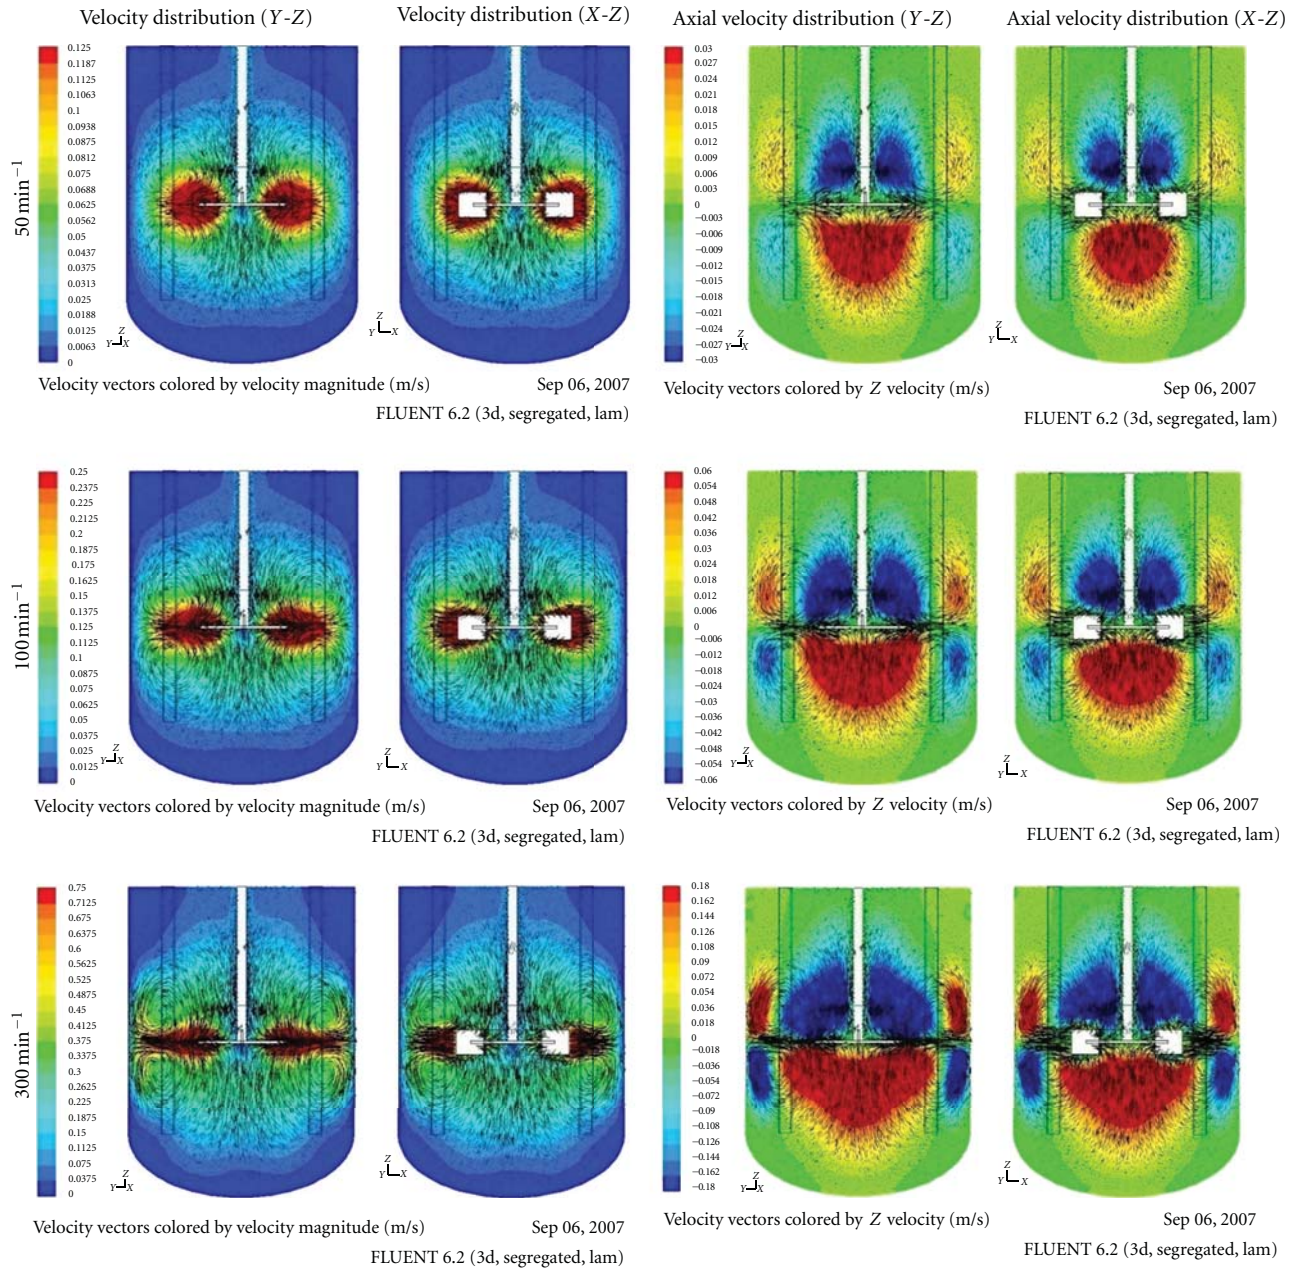 Velocity distribution (Y-Z)
Velocity distribution (X-Z)
Axial velocity distribution (Y-Z)
Axial velocity distribution (X-Z)
50 min−1
0.125
0.1187
0.1125
0.1063
0.1
0.0938
0.0875
0.0812
0.075
0.0688
0.0625
0.0562
0.05
0.0437
0.0375
0.0313
0.025
0.0188
0.0125
0.0063
0
Z
Y X
Z
Y X
0.03
0.027
0.024
0.021
0.018
0.015
0.012
0.009
0.006
0.003
0
−0.003
−0.006
−0.009
−0.012
−0.015
−0.018
−0.021
−0.024
−0.027
−0.03
Z
Y X
Z
Y X
Velocity vectors colored by velocity magnitude (m/s)
Sep 06, 2007
FLUENT 6.2 (3d, segregated, lam)
Velocity vectors colored by Z velocity (m/s)
Sep 06, 2007
FLUENT 6.2 (3d, segregated, lam)
100 min−1
0.25
0.2375
0.225
0.2125
0.2
0.1875
0.175
0.1625
0.15
0.1375
0.125
0.1125
0.1
0.0875
0.075
0.0625
0.05
0.0375
0.025
0.0125
0
Z
Y X
Z
Y X
0.06
0.054
0.048
0.042
0.036
0.03
0.024
0.018
0.012
0.006
0
−0.006
−0.012
−0.018
−0.024
−0.03
−0.036
−0.042
−0.048
−0.054
−0.06
Z
Y X
Z
Y X
Velocity vectors colored by velocity magnitude (m/s)
Sep 06, 2007
FLUENT 6.2 (3d, segregated, lam)
Velocity vectors colored by Z velocity (m/s)
Sep 06, 2007
FLUENT 6.2 (3d, segregated, lam)
300 min−1
0.75
0.7125
0.675
0.6375
0.6
0.5625
0.525
0.4875
0.45
0.4125
0.375
0.3375
0.3
0.2625
0.225
0.1875
0.15
0.1125
0.075
0.0375
0
Z
Y X
Z
Y X
0.18
0.162
0.144
0.126
0.108
0.09
0.072
0.054
0.036
0.018
0
−0.018
−0.036
−0.054
−0.072
−0.09
−0.108
−0.126
−0.144
−0.162
−0.18
Z
Y X
Z
Y X
Velocity vectors colored by velocity magnitude (m/s)
Sep 06, 2007
FLUENT 6.2 (3d, segregated, lam)
Velocity vectors colored by Z velocity (m/s)
Sep 06, 2007
FLUENT 6.2 (3d, segregated, lam)